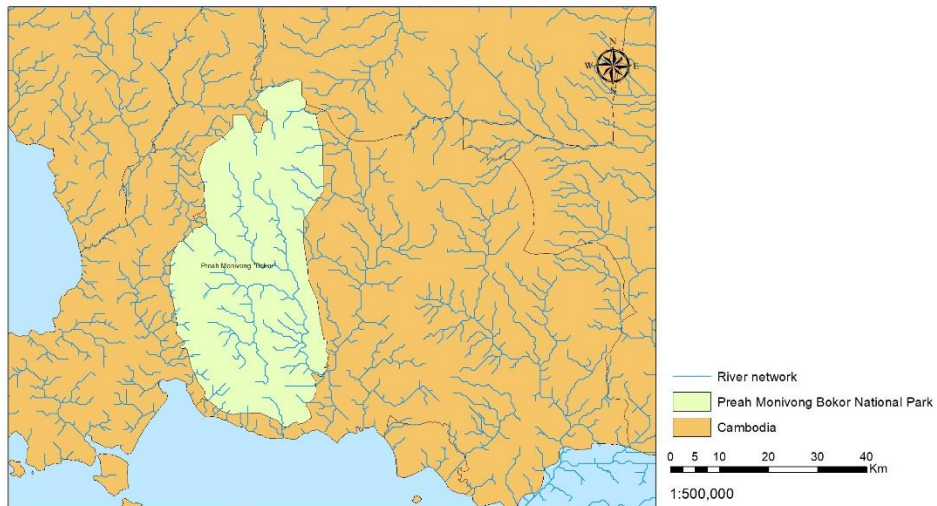 N
W
E
S
Preah Monivong "Bokor"
River network
Preah Monivong Bokor National Park
Cambodia
0 5 10 20 30 40
Km
1:500,000